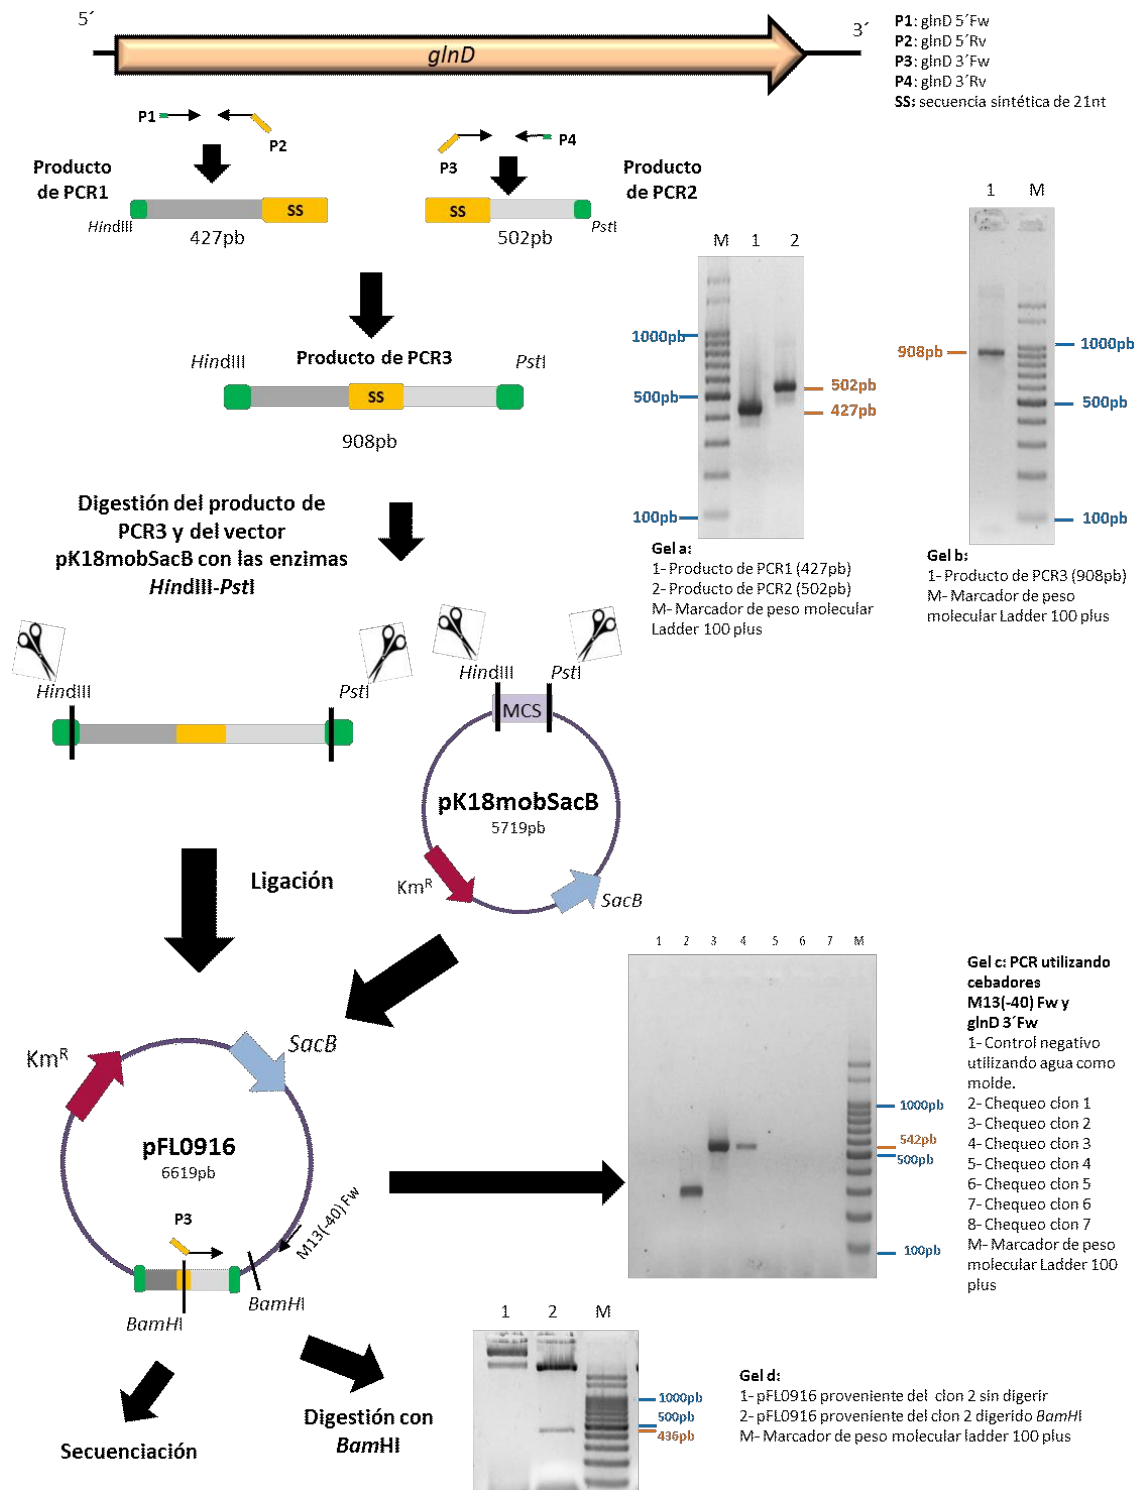 5´
3´
glnD
P1: glnD 5´Fw
P2: glnD 5´Rv
P3: glnD 3´Fw
P4: glnD 3´Rv
SS: secuencia sintética de 21nt
P1
P2
P3
P4
Producto
de PCR1
Producto
de PCR2
SS
SS
HindIII
427pb
502pb
PstI
HindIII
Producto de PCR3
PstI
SS
908pb
M 1 2
1000pb
500pb
100pb
502pb
427pb
Gel a:
1- Producto de PCR1 (427pb)
2- Producto de PCR2 (502pb)
M- Marcador de peso molecular
Ladder 100 plus
1 M
908pb
1000pb
500pb
100pb
Gel b:
1- Producto de PCR3 (908pb)
M- Marcador de peso
molecular Ladder 100 plus
Digestión del producto de
PCR3 y del vector
pK18mobSacB con las enzimas
HindIII-PstI
HindIII
PstI
HindIII
PstI
MCS
pK18mobSacB
5719pb
KmR
SacB
Ligación
KmR
SacB
pFL0916
6619pb
P3
M13(-40) Fw
BamHI
BamHI
1 2 3 4 5 6 7 M
1000pb
542pb
500pb
100pb
Gel c: PCR utilizando
cebadores
M13(-40) Fw y
glnD 3´Fw
1- Control negativo
utilizando agua como
molde.
2- Chequeo clon 1
3- Chequeo clon 2
4- Chequeo clon 3
5- Chequeo clon 4
6- Chequeo clon 5
7- Chequeo clon 6
8- Chequeo clon 7
M- Marcador de peso
molecular Ladder 100
plus
Secuenciación
Digestión con
BamHI
1 2 M
1000pb
500pb
436pb
Gel d:
1- pFL0916 proveniente del clon 2 sin digerir
2- pFL0916 proveniente del clon 2 digerido BamHI
M- Marcador de peso molecular ladder 100 plus